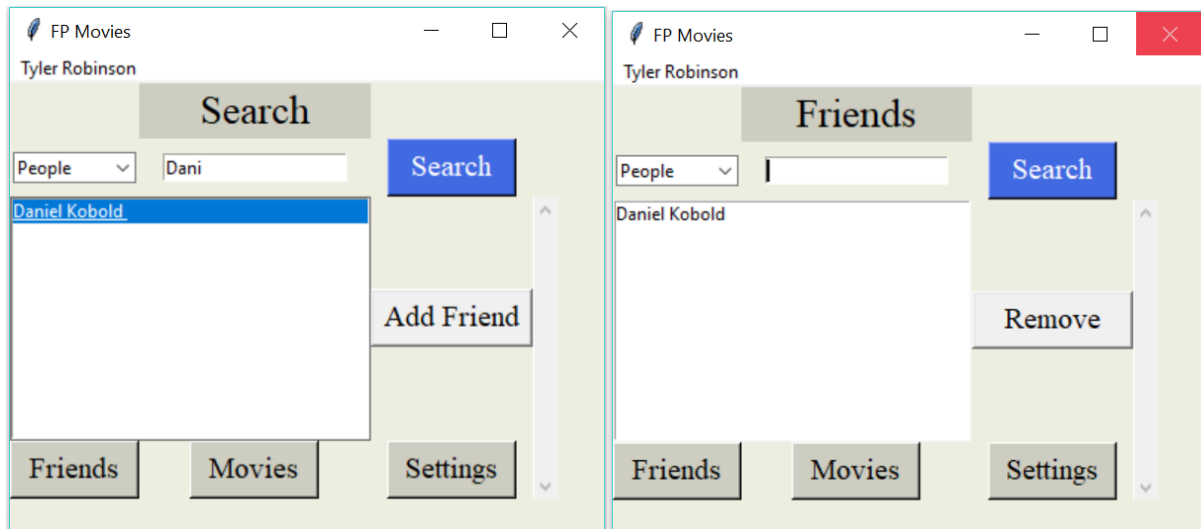 FP Movies
Tyler Robinson
Search
People Dani Search
Daniel Kobold
Add Friend
Friends Movies Settings
FP Movies
Tyler Robinson
Friends
People Search
Daniel Kobold
Remove
Friends Movies Settings